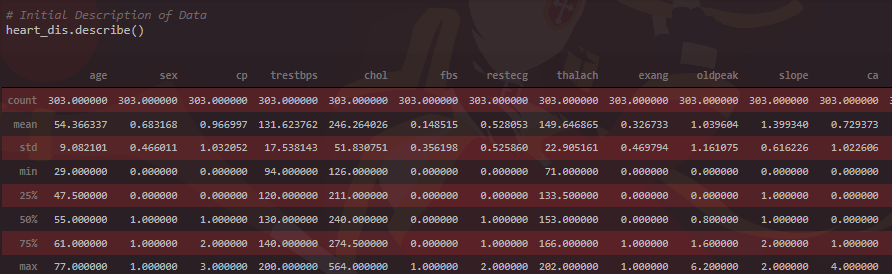 # Initial Description of Data
heart_dis.describe()
age sex cp trestbps chol fbs restecg thalach exang oldpeak slope ca
count 303.000000 303.000000 303.000000 303.000000 303.000000 303.000000 303.000000 303.000000 303.000000 303.000000 303.000000 303.000000
mean 54.366337 0.683168 0.966997 131.623762 246.264026 0.148515 0.528053 149.646865 0.326733 1.039604 1.399340 0.729373
std 9.082101 0.466011 1.032052 17.538143 51.830751 0.356198 0.525860 22.905161 0.469794 1.161075 0.616226 1.022606
min 29.000000 0.000000 0.000000 94.000000 126.000000 0.000000 0.000000 71.000000 0.000000 0.000000 0.000000 0.000000
25% 47.500000 0.000000 0.000000 120.000000 211.000000 0.000000 0.000000 133.500000 0.000000 0.000000 1.000000 0.000000
50% 55.000000 1.000000 1.000000 130.000000 240.000000 0.000000 1.000000 153.000000 0.000000 0.800000 1.000000 0.000000
75% 61.000000 1.000000 2.000000 140.000000 274.500000 0.000000 1.000000 166.000000 1.000000 1.600000 2.000000 1.000000
max 77.000000 1.000000 3.000000 200.000000 564.000000 1.000000 2.000000 202.000000 1.000000 6.200000 2.000000 4.000000